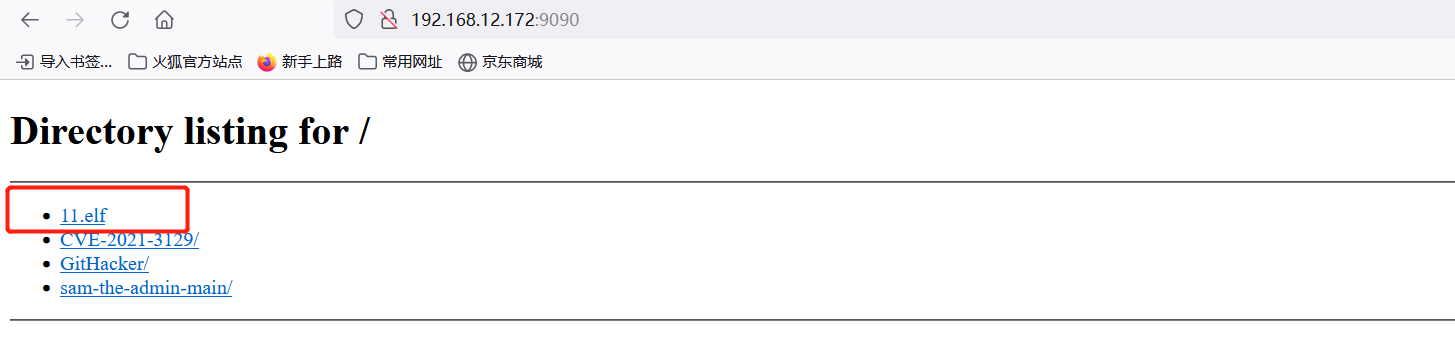 192.168.12.172:9090
导入书签... 火狐官方站点 新手上路 常用网址 京东商城
Directory listing for /
11.elf
CVE-2021-3129/
GitHacker/
sam-the-admin-main/